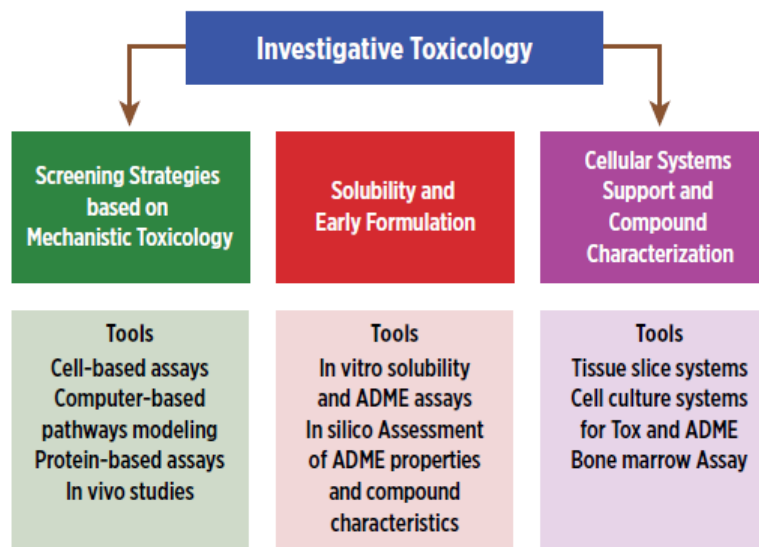 Investigative Toxicology
Screening Strategies
based on
Mechanistic Toxicology
Solubility and
Early Formulation
Cellular Systems
Support and
Compound
Characterization
Tools
Cell-based assays
Computer-based
pathways modeling
Protein-based assays
In vivo studies
Tools
In vitro solubility
and ADME assays
In silico Assessment
of ADME properties
and compound
characteristics
Tools
Tissue slice systems
Cell culture systems
for Tox and ADME
Bone marrow Assay